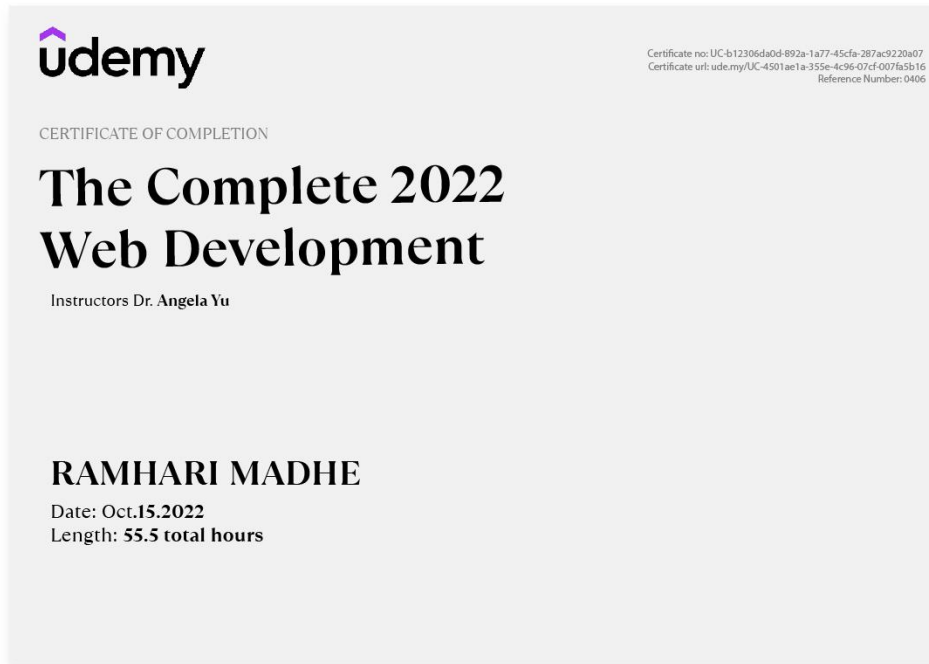 udemy
Certificate no: UC-b12306da0d-892a-1a77-45cfa-287ac9220a07
Certificate url: ude.my/UC-4501ae1a-355e-4c96-07cf-007fa5b16
Reference Number: 0406
CERTIFICATE OF COMPLETION
The Complete 2022
Web Development
Instructors Dr. Angela Yu
RAMHARI MADHE
Date: Oct.15.2022
Length: 55.5 total hours